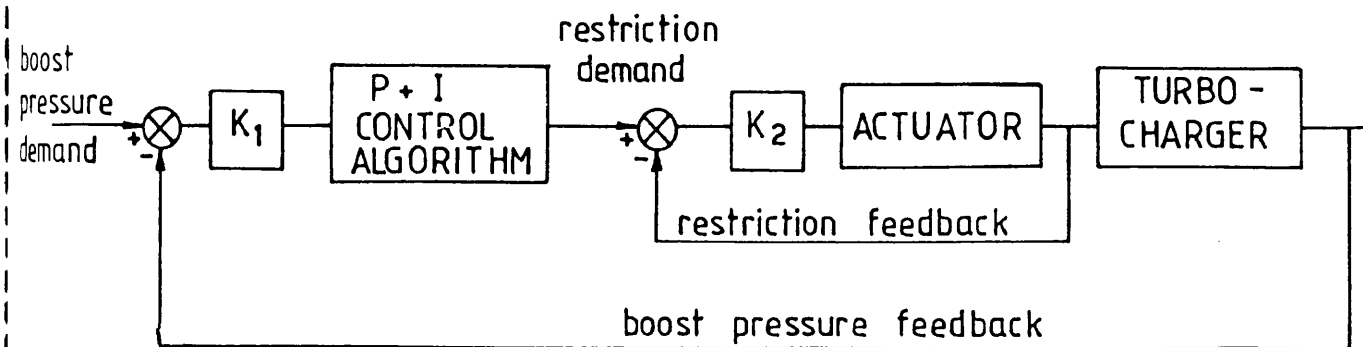 boost
pressure
demand
+
-
K1
P + I
CONTROL
ALGORITHM
restriction
demand
+
-
K2
ACTUATOR
TURBO -
CHARGER
restriction feedback
boost pressure feedback